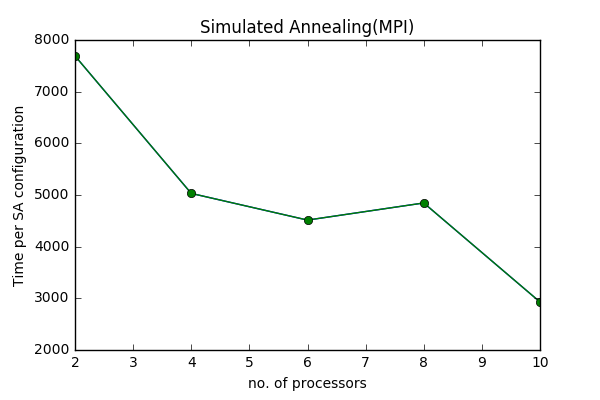 Simulated Annealing(MPI)
8000
7000
6000
5000
4000
3000
2000
Time per SA configuration
2 3 4 5 6 7 8 9 10
no. of processors